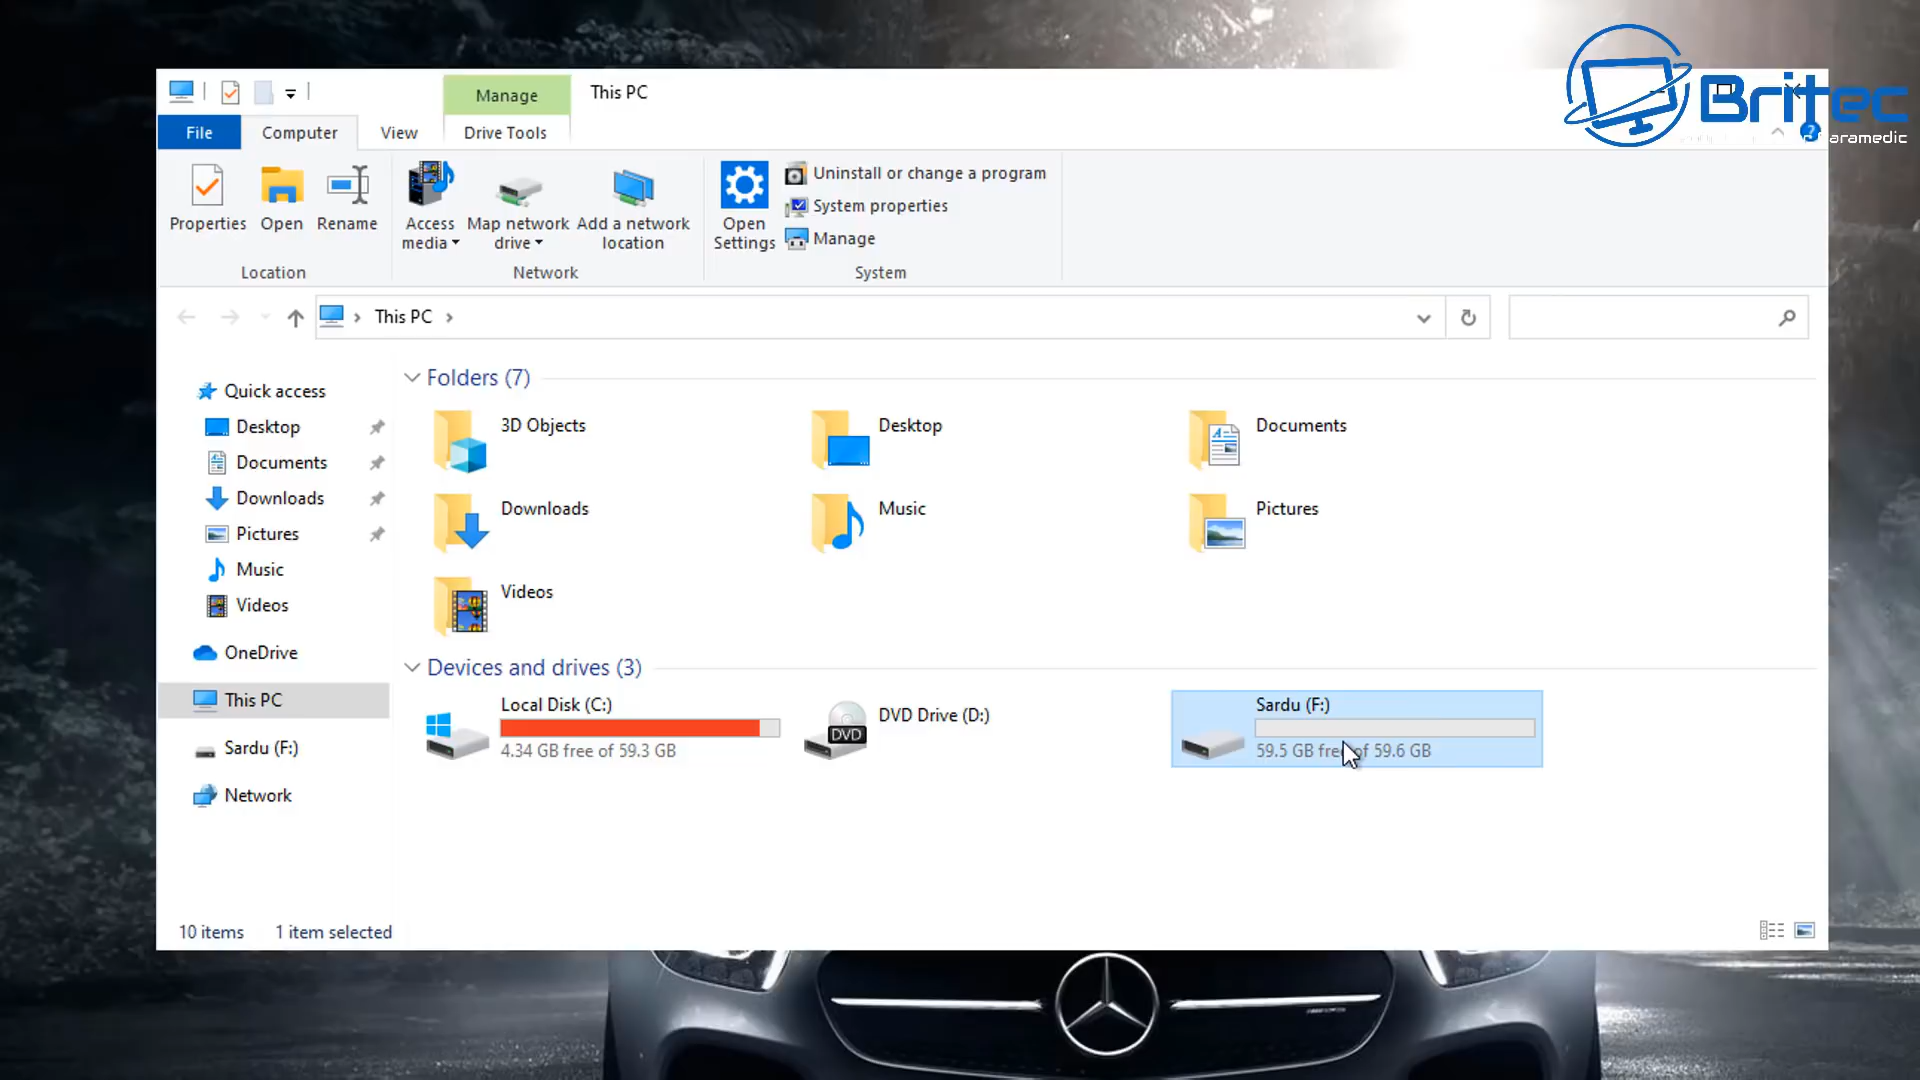 Manage
This PC
File
Computer
View
Drive Tools
Britec
aramedic
Properties
Open
Rename
Access media
Map network drive
Add a network location
Open Settings
Uninstall or change a program
System properties
Manage
Location
Network
System
This PC
Quick access
Desktop
Documents
Downloads
Pictures
Music
Videos
OneDrive
This PC
Sardu (F:)
Network
Folders (7)
3D Objects
Desktop
Documents
Downloads
Music
Pictures
Videos
Devices and drives (3)
Local Disk (C:)
4.34 GB free of 59.3 GB
DVD
DVD Drive (D:)
Sardu (F:)
59.5 GB free of 59.6 GB
10 items
1 item selected